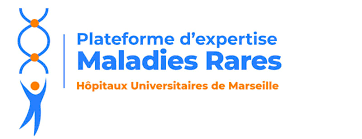 Plateforme d'expertise
Maladies Rares
Hôpitaux Universitaires de Marseille